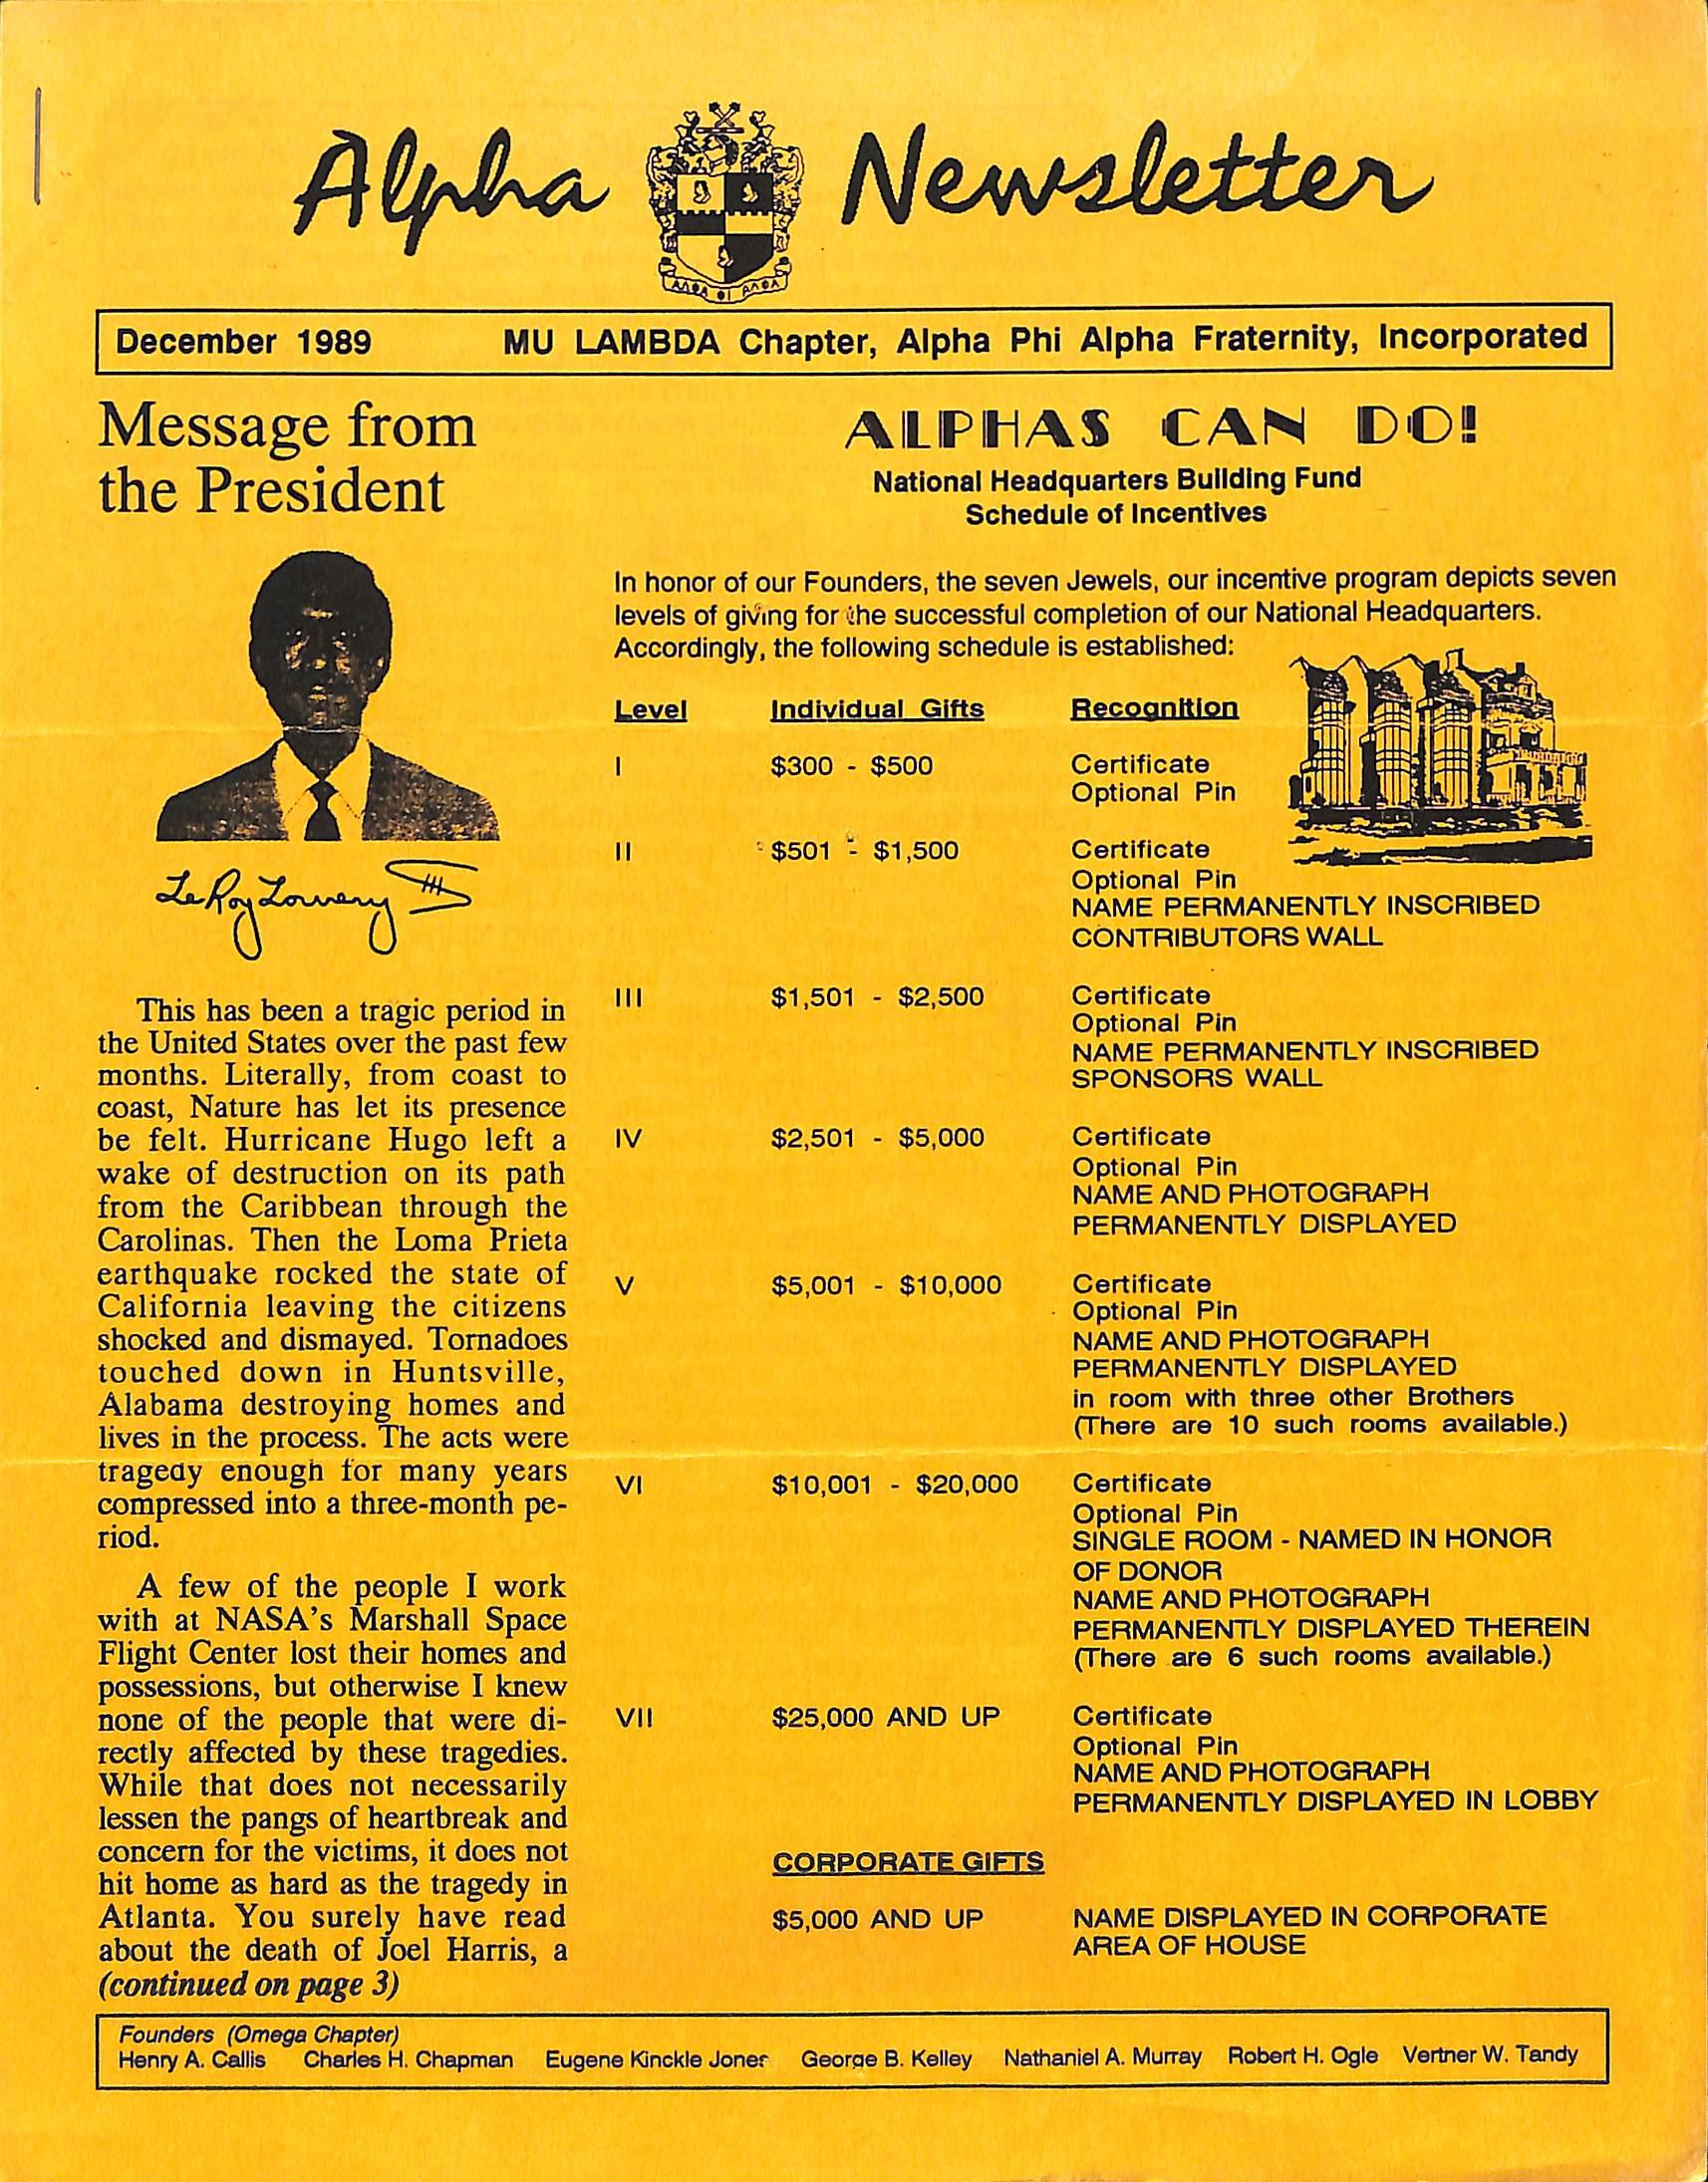 Alpha Newsletter
December 1989 MU LAMBDA Chapter, Alpha Phi Alpha Fraternity, Incorporated
Message from
the President
LeRoy Lowery III
This has been a tragic period in
the United States over the past few
months. Literally, from coast to
coast, Nature has let its presence
be felt. Hurricane Hugo left a
wake of destruction on its path
from the Caribbean through the
Carolinas. Then the Loma Prieta
earthquake rocked the state of
California leaving the citizens
shocked and dismayed. Tornadoes
touched down in Huntsville,
Alabama destroying homes and
lives in the process. The acts were
tragedy enough for many years
compressed into a three-month pe-
riod.
A few of the people I work
with at NASA's Marshall Space
Flight Center lost their homes and
possessions, but otherwise I knew
none of the people that were di-
rectly affected by these tragedies.
While that does not necessarily
lessen the pangs of heartbreak and
concern for the victims, it does not
hit home as hard as the tragedy in
Atlanta. You surely have read
about the death of Joel Harris, a
(continued on page 3)
ALPHAS CAN DO!
National Headquarters Building Fund
Schedule of Incentives
In honor of our Founders, the seven Jewels, our incentive program depicts seven
levels of giving for the successful completion of our National Headquarters.
Accordingly, the following schedule is established:
Level Individual Gifts Recognition
I $300 - $500 Certificate
Optional Pin
II $501 - $1,500 Certificate
Optional Pin
NAME PERMANENTLY INSCRIBED
CONTRIBUTORS WALL
III $1,501 - $2,500 Certificate
Optional Pin
NAME PERMANENTLY INSCRIBED
SPONSORS WALL
IV $2,501 - $5,000 Certificate
Optional Pin
NAME AND PHOTOGRAPH
PERMANENTLY DISPLAYED
V $5,001 - $10,000 Certificate
Optional Pin
NAME AND PHOTOGRAPH
PERMANENTLY DISPLAYED
in room with three other Brothers
(There are 10 such rooms available.)
VI $10,001 - $20,000 Certificate
Optional Pin
SINGLE ROOM - NAMED IN HONOR
OF DONOR
NAME AND PHOTOGRAPH
PERMANENTLY DISPLAYED THEREIN
(There are 6 such rooms available.)
VII $25,000 AND UP Certificate
Optional Pin
NAME AND PHOTOGRAPH
PERMANENTLY DISPLAYED IN LOBBY
CORPORATE GIFTS
$5,000 AND UP NAME DISPLAYED IN CORPORATE
AREA OF HOUSE
Founders (Omega Chapter)
Henry A. Callis Charles H. Chapman Eugene Kinckle Jones George B. Kelley Nathaniel A. Murray Robert H. Ogle Vertner W. Tandy